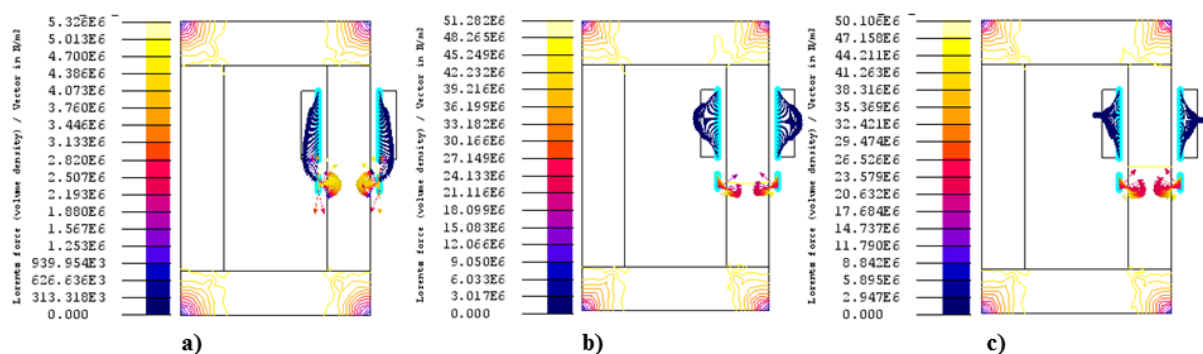 5.326E6
5.013E6
4.700E6
4.386E6
4.073E6
3.760E6
3.446E6
3.133E6
2.820E6
2.507E6
2.193E6
1.880E6
1.567E6
1.253E6
939.954E3
626.636E3
313.318E3
0.000
Lorentz force (volume density) / Vector in N/m2
a)
51.282E6
48.265E6
45.249E6
42.232E6
39.216E6
36.199E6
33.182E6
30.166E6
27.149E6
24.133E6
21.116E6
18.099E6
15.083E6
12.066E6
9.050E6
6.033E6
3.017E6
0.000
Lorentz force (volume density) / Vector in N/m2
b)
50.106E6
47.158E6
44.211E6
41.263E6
38.316E6
35.369E6
32.421E6
29.474E6
26.526E6
23.579E6
20.632E6
17.684E6
14.737E6
11.790E6
8.842E6
5.895E6
2.947E6
0.000
Lorentz force (volume density) / Vector in N/m2
c)